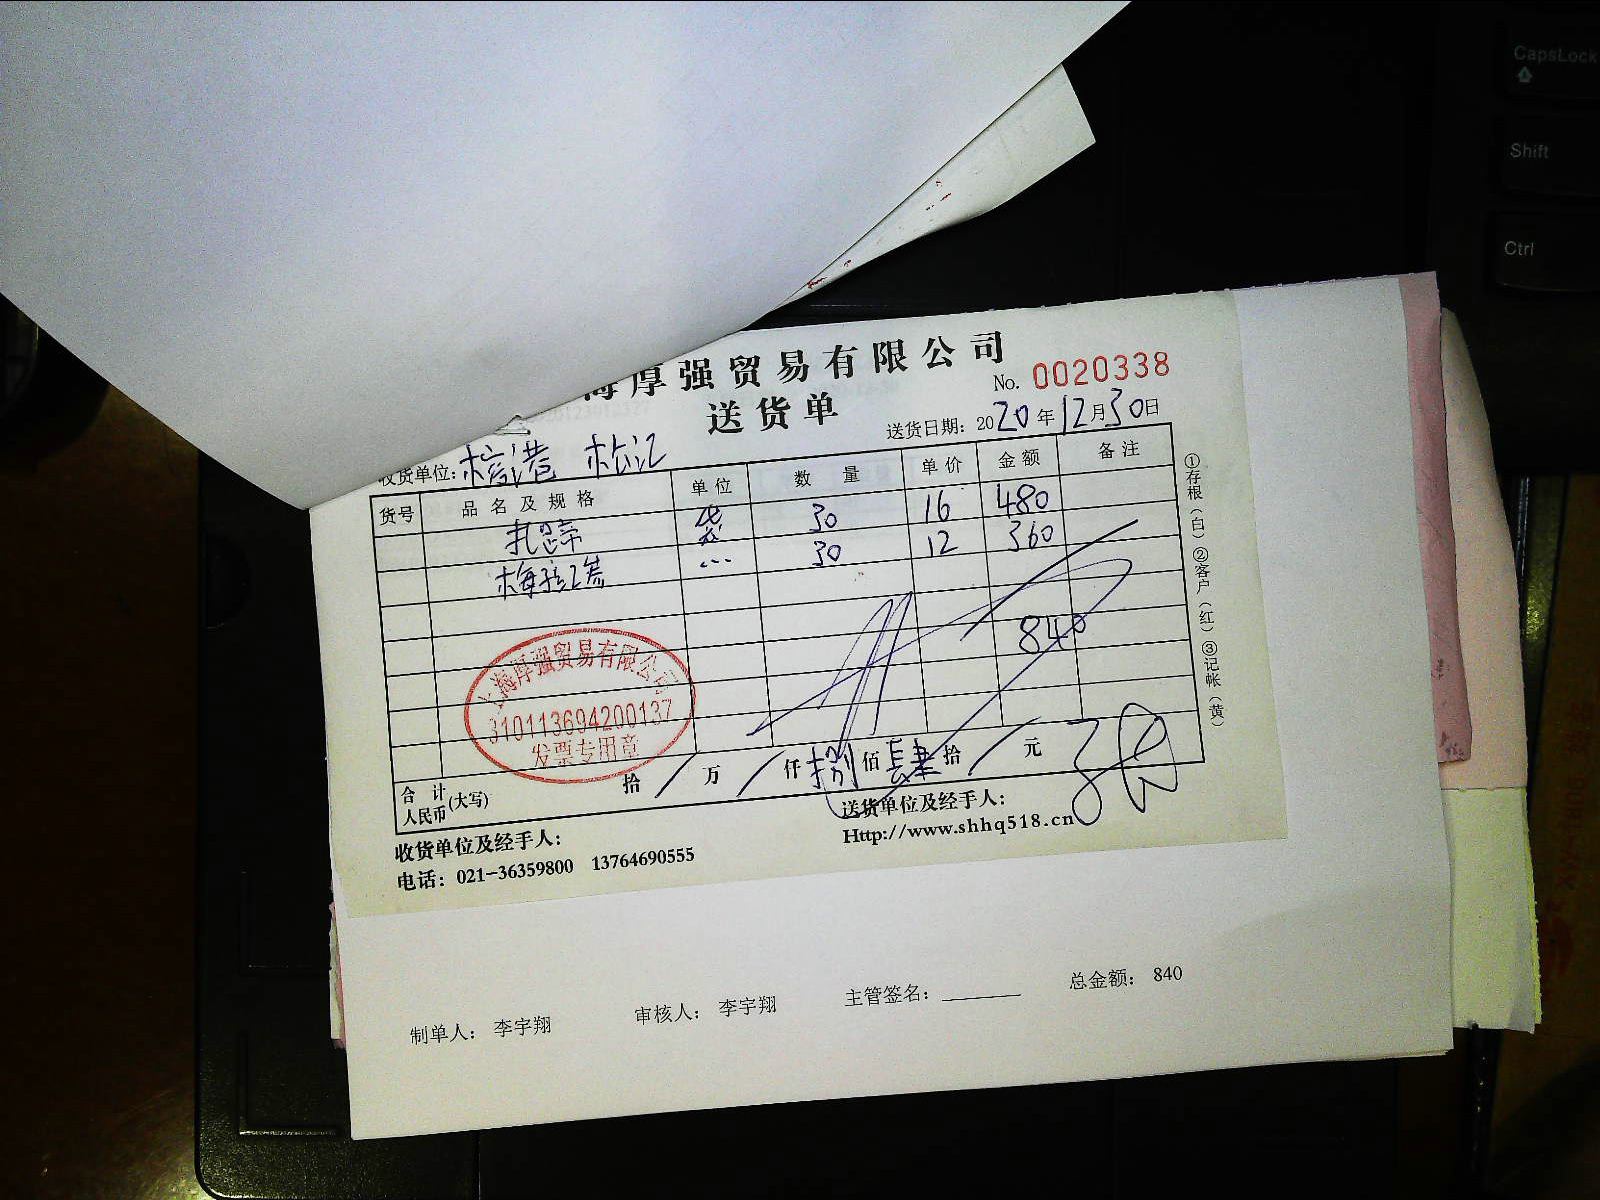 海厚强贸易有限公司
No. 0020338
送货单
送货日期: 2020年12月30日
收货单位:
货号 品名及规格 单位 数量 单价 金额 备注
30 16 480
30 12 360
840
上海厚强贸易有限公司
310113694200137
发票专用章
合计人民币(大写) 拾 / 万 / 仟 捌 佰 肆 拾 / 元
收货单位及经手人:
送货单位及经手人:
电话: 021-36359800 13764690555
Http://www.shhq518.cn
①存根(白)②客户(红)③记帐(黄)
制单人: 李宇翔 审核人: 李宇翔 主管签名: 总金额: 840
CapsLock
Shift
Ctrl